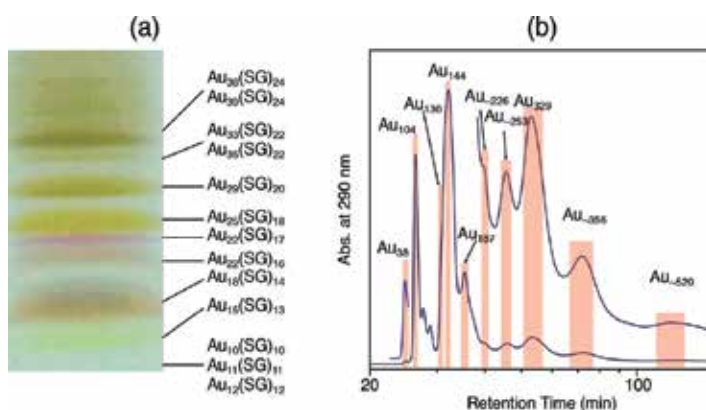 (a)
Au₃₈(SG)₂₄
Au₃₉(SG)₂₄
Au₃₃(SG)₂₂
Au₃₅(SG)₂₂
Au₂₉(SG)₂₀
Au₂₅(SG)₁₈
Au₂₂(SG)₁₇
Au₂₂(SG)₁₆
Au₁₈(SG)₁₄
Au₁₅(SG)₁₃
Au₁₀(SG)₁₀
Au₁₁(SG)₁₁
Au₁₂(SG)₁₂
(b)
Au₁₄₄
Au₁₃₀
Au₁₀₄
Au₃₈
Au₁₈₇
Au~₂₂₆
Au~₂₅₃
Au₃₂₉
Au~₃₅₆
Au~₅₂₀
Abs. at 290 nm
20
100
Retention Time (min)